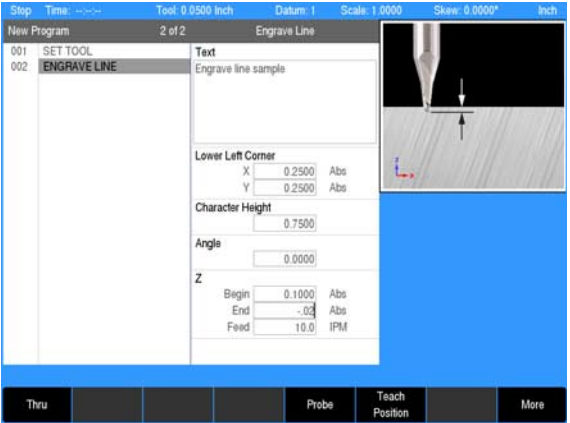 Stop Time: --:--:-- Tool: 0.0500 Inch Datum: 1 Scale: 1.0000 Skew: 0.0000° Inch
New Program 2 of 2 Engrave Line
001 SET TOOL
002 ENGRAVE LINE
Text
Engrave line sample
Lower Left Corner
X 0.2500 Abs
Y 0.2500 Abs
Character Height
0.7500
Angle
0.0000
Z
Begin 0.1000 Abs
End -.02 Abs
Feed 10.0 IPM
z
x
Thru Probe Teach Position More